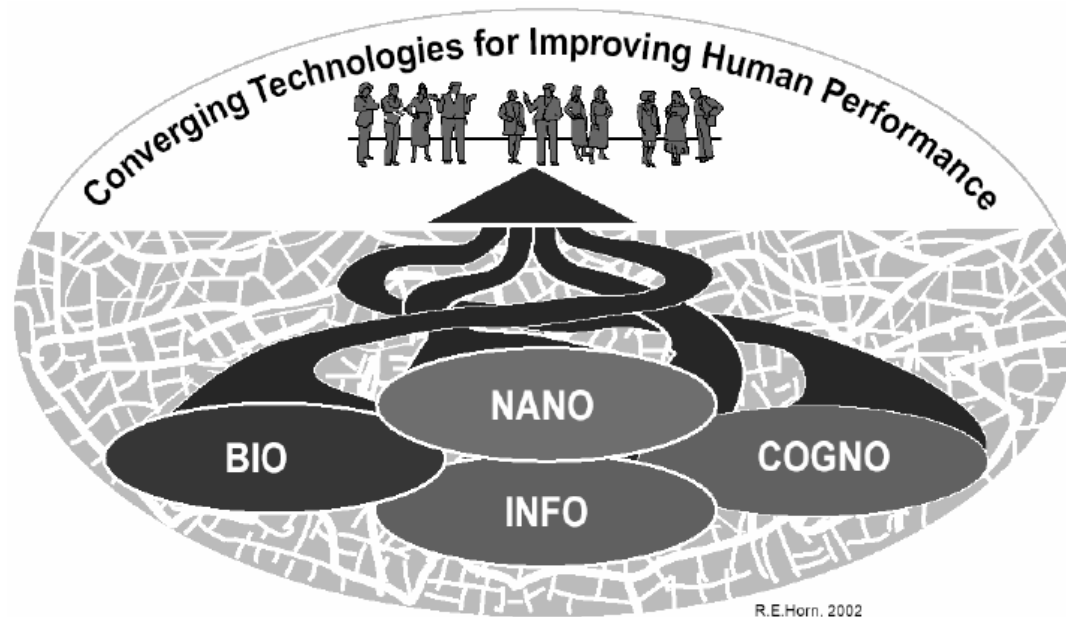 Converging Technologies for Improving Human Performance
NANO
BIO
COGNO
INFO
R.E.Horn, 2002